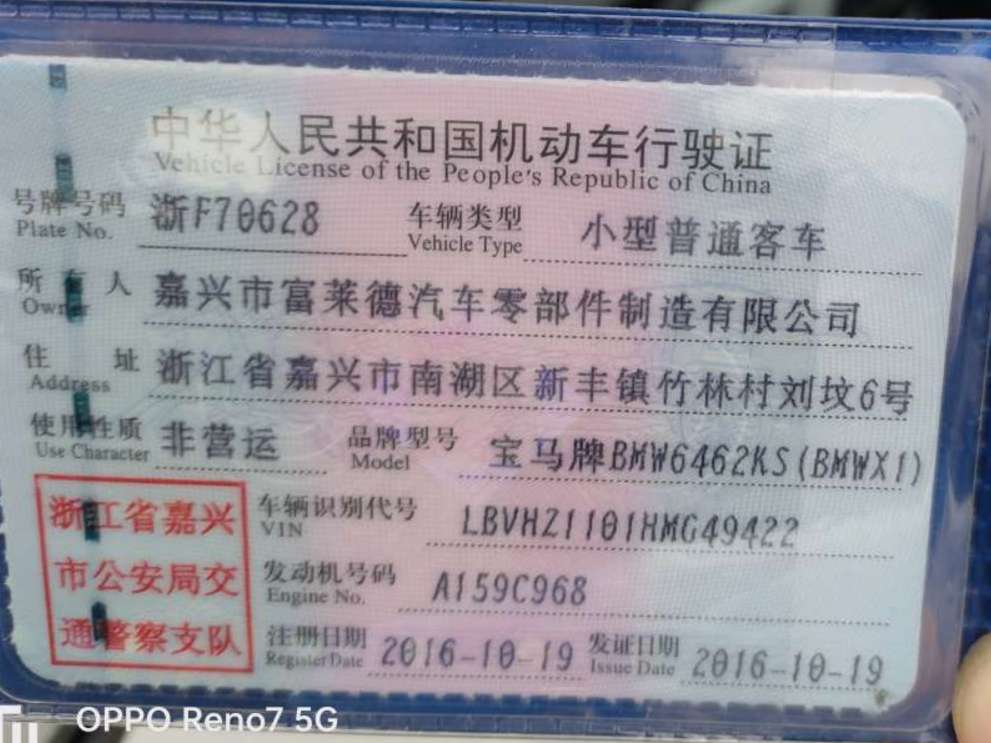 中华人民共和国机动车行驶证
Vehicle License of the People's Republic of China
号牌号码 浙F70628 车辆类型 小型普通客车
Plate No. Vehicle Type
所有人 嘉兴市富莱德汽车零部件制造有限公司
Owner
住址 浙江省嘉兴市南湖区新丰镇竹林村刘坟6号
Address
使用性质 非营运 品牌型号 宝马牌BMW6462KS(BMWX1)
Use Character Model
浙江省嘉兴 车辆识别代号 LBVHZ1101HMG49422
VIN
市公安局交 发动机号码 A159C968
Engine No.
通警察支队 注册日期 2016-10-19 发证日期 2016-10-19
Register Date Issue Date
OPPO Reno7 5G